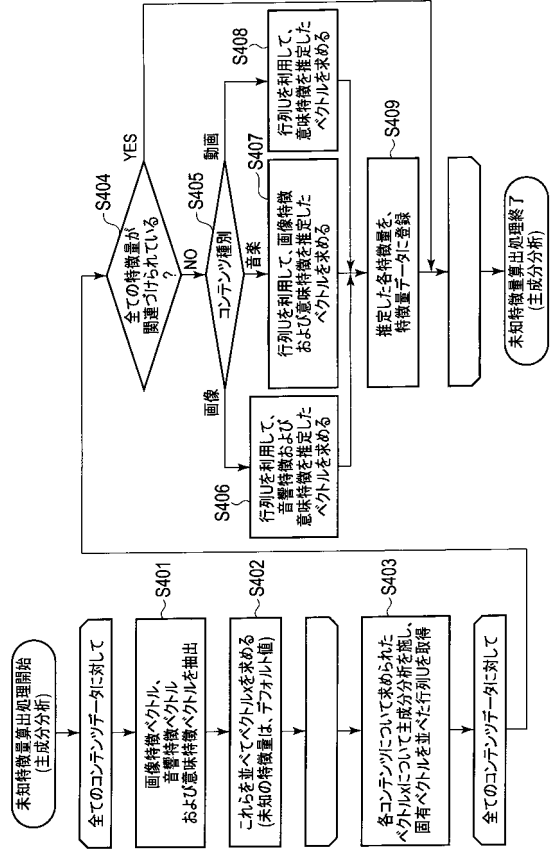 未知特徴量算出処理開始
(主成分分析)
全てのコンテンツデータに対して
S401
画像特徴ベクトル、
音響特徴ベクトル
および意味特徴ベクトルを抽出
S402
これらを並べてベクトルxを求める
(未知の特徴量は、デフォルト値)
S403
各コンテンツについて求められた
ベクトルxについて主成分分析を施し、
固有ベクトルを並べた行列Uを取得
全てのコンテンツデータに対して
S404
全ての特徴量が
関連づけられている
?
YES
NO
S405
コンテンツ種別
画像
音楽
動画
S406
行列Uを利用して、
音響特徴および
意味特徴を推定した
ベクトルを求める
S407
行列Uを利用して、画像特徴
および意味特徴を推定した
ベクトルを求める
S408
行列Uを利用して、
意味特徴を推定した
ベクトルを求める
S409
推定した各特徴量を、
特徴量データに登録
未知特徴量算出処理終了
(主成分分析)